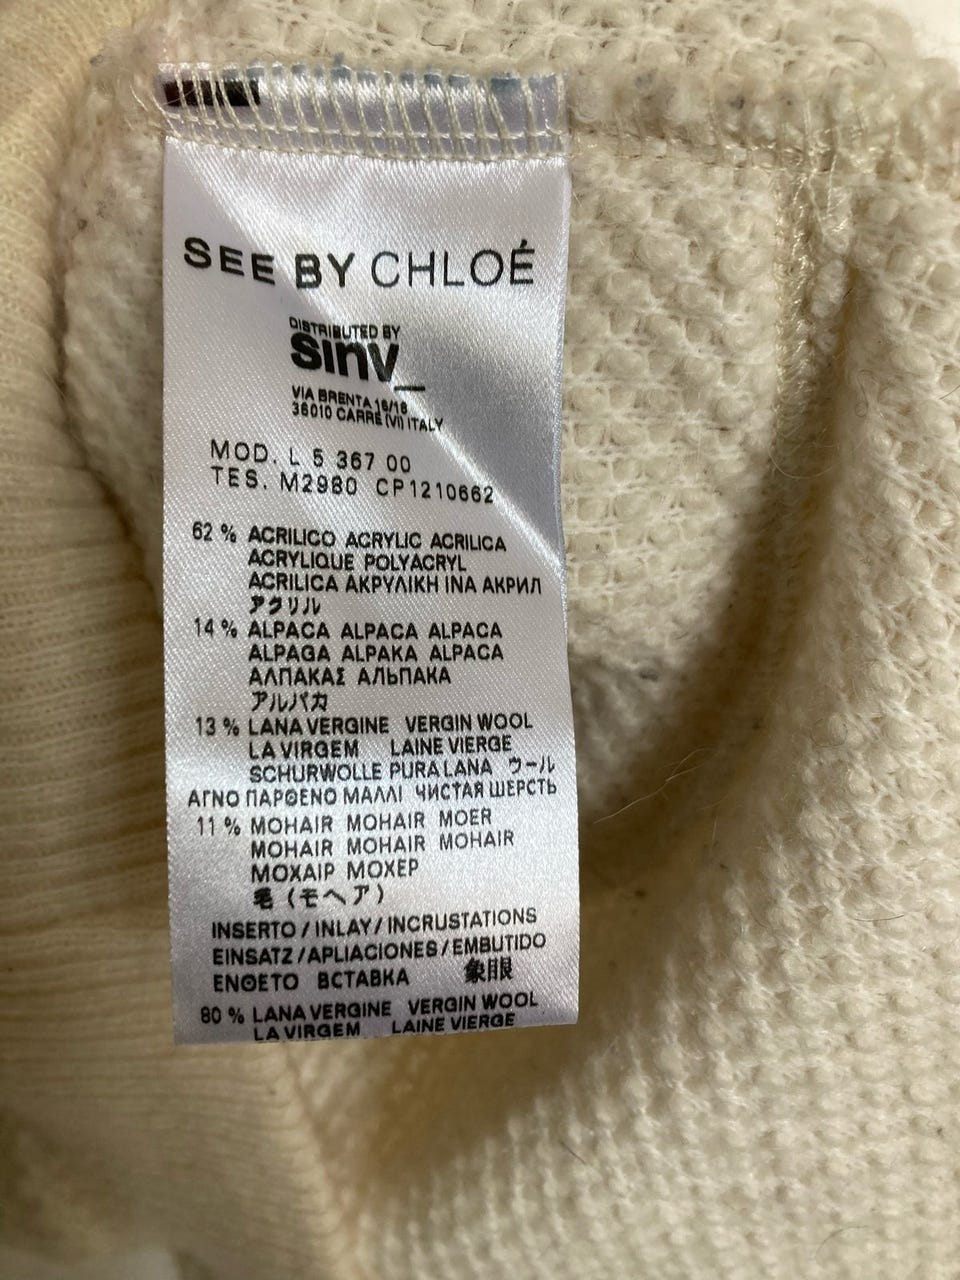 SEE BY CHLOÉ
DISTRIBUTED BY
sinv_
VIA BRENTA 16/18
36010 CARRÈ (VI) ITALY
MOD. L 5 367 00
TES. M2980 CP1210662
62 % ACRILICO ACRYLIC ACRILICA
ACRYLIQUE POLYACRYL
ACRILICA ΑΚΡΥΛΙΚΗ ΙΝΑ АКРИЛ
アクリル
14 % ALPACA ALPACA ALPACA
ALPAGA ALPAKA ALPACA
ΑΛΠΑΚΑΣ АЛЬПАКА
アルパカ
13 % LANA VERGINE VERGIN WOOL
LA VIRGEM LAINE VIERGE
SCHURWOLLE PURA LANA ウール
ΑΓΝΟ ΠΑΡΘΕΝΟ ΜΑΛΛΙ ЧИСТАЯ ШЕРСТЬ
11 % MOHAIR MOHAIR MOER
MOHAIR MOHAIR MOHAIR
ΜΟΧΑΙΡ МОХЕР
毛 (モヘア)
INSERTO / INLAY / INCRUSTATIONS
EINSATZ / APLIACIONES / EMBUTIDO
ΕΝΘΕΤΟ ВСТАВКА 象眼
80 % LANA VERGINE VERGIN WOOL
LA VIRGEM LAINE VIERGE